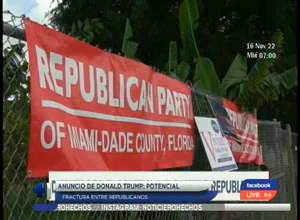 16 Nov 22
Mié 07:00
REPUBLICAN PARTY
OF MIAMI-DADE COUNTY, FLORIDA
REPUB
ANUNCIO DE DONALD TRUMP: POTENCIAL
FRACTURA ENTRE REPUBLICANOS
facebook
LIVE
ROHECHOS // INSTAGRAM: NOTICIEROHECHOS